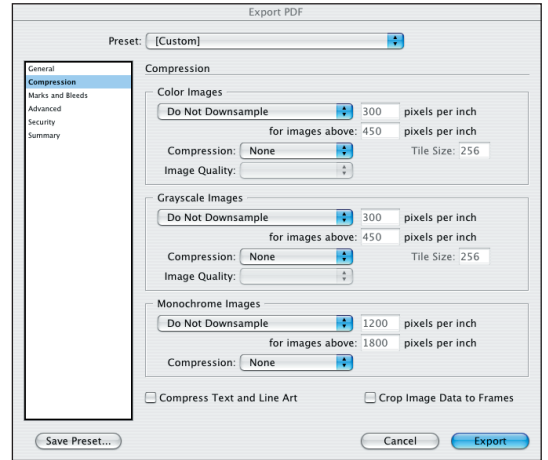 Export PDF
Preset: [Custom]
General
Compression
Marks and Bleeds
Advanced
Security
Summary
Compression
Color Images
Do Not Downsample 300 pixels per inch
for images above: 450 pixels per inch
Compression: None Tile Size: 256
Image Quality:
Grayscale Images
Do Not Downsample 300 pixels per inch
for images above: 450 pixels per inch
Compression: None Tile Size: 256
Image Quality:
Monochrome Images
Do Not Downsample 1200 pixels per inch
for images above: 1800 pixels per inch
Compression: None
Compress Text and Line Art Crop Image Data to Frames
Save Preset... Cancel Export